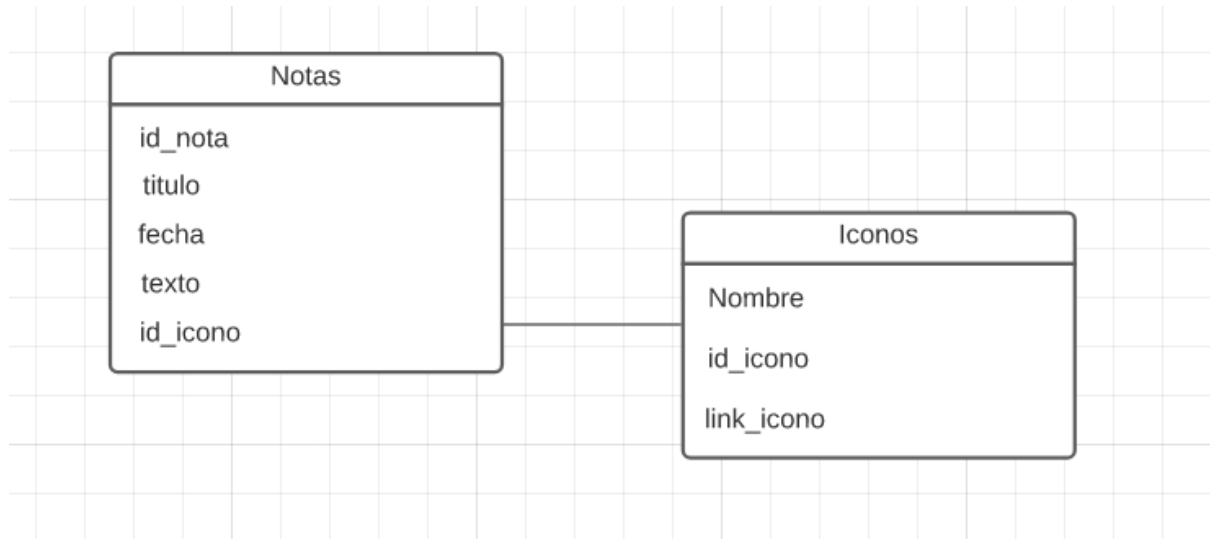 Notas
id_nota
titulo
fecha
texto
id_icono
Iconos
Nombre
id_icono
link_icono